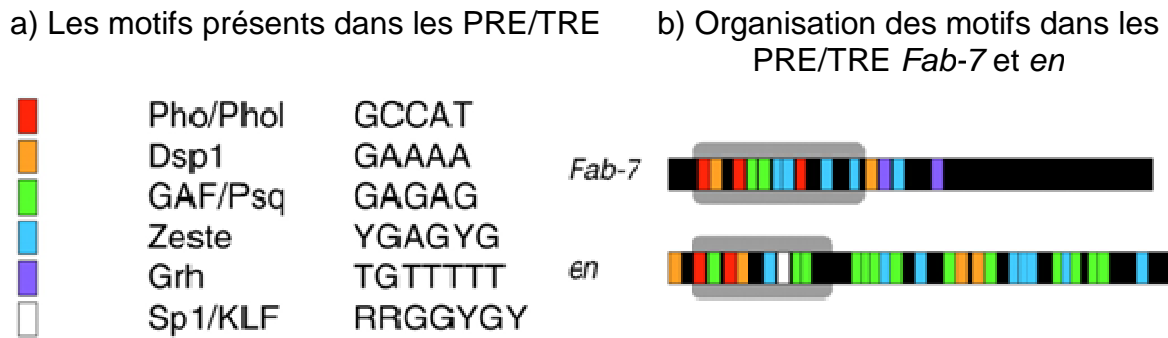 a) Les motifs présents dans les PRE/TRE
b) Organisation des motifs dans les
PRE/TRE Fab-7 et en
Pho/Phol GCCAT
Dsp1 GAAAA
GAF/Psq GAGAG
Zeste YGAGYG
Grh TGTTTTT
Sp1/KLF RRGGYGY
Fab-7
en